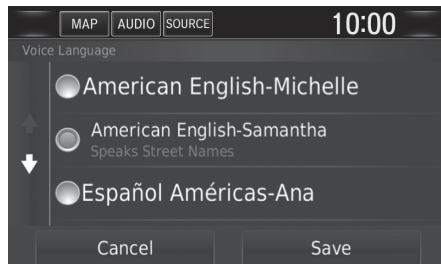 MAP AUDIO SOURCE 10:00
Voice Language
American English-Michelle
American English-Samantha
Speaks Street Names
Español Américas-Ana
Cancel Save